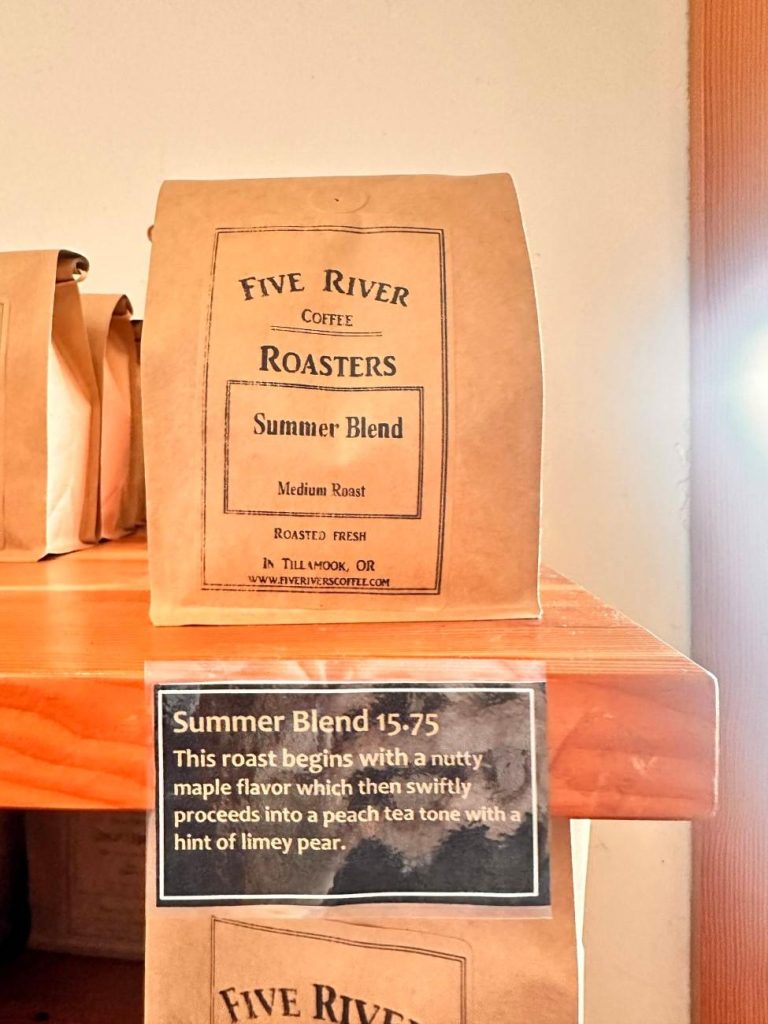 FIVE RIVER
COFFEE
ROASTERS
Summer Blend
Medium Roast
ROASTED FRESH
IN TILLAMOOK, OR
WWW.FIVERIVERSCOFFEE.COM
Summer Blend 15.75
This roast begins with a nutty
maple flavor which then swiftly
proceeds into a peach tea tone with a
hint of limey pear.
FIVE RIVER